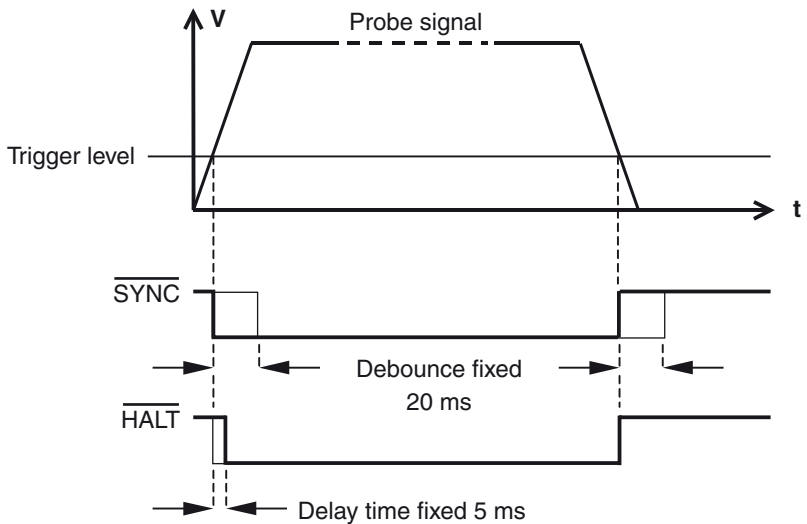 V
Probe signal
Trigger level
t
SYNC
Debounce fixed
20 ms
HALT
Delay time fixed 5 ms